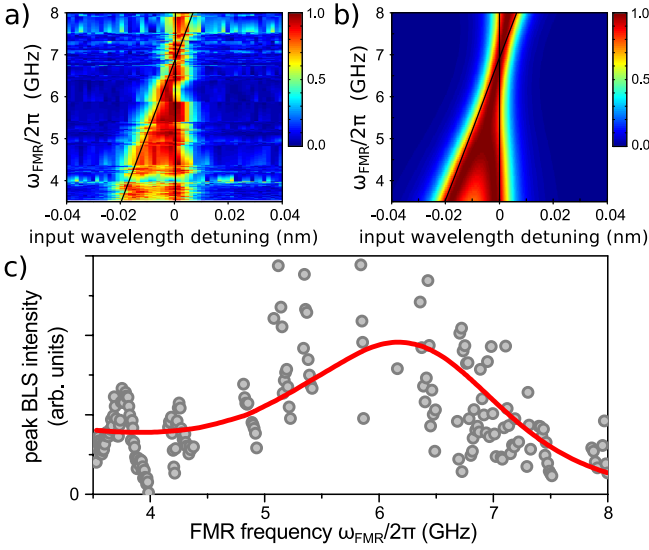 a)
8
7
6
5
4
ω_FMR/2π (GHz)
-0.04 -0.02 0 0.02 0.04
input wavelength detuning (nm)
1.0
0.5
0.0
b)
8
7
6
5
4
ω_FMR/2π (GHz)
-0.04 -0.02 0 0.02 0.04
input wavelength detuning (nm)
1.0
0.5
0.0
c)
peak BLS intensity
(arb. units)
0
4 5 6 7 8
FMR frequency ω_FMR/2π (GHz)